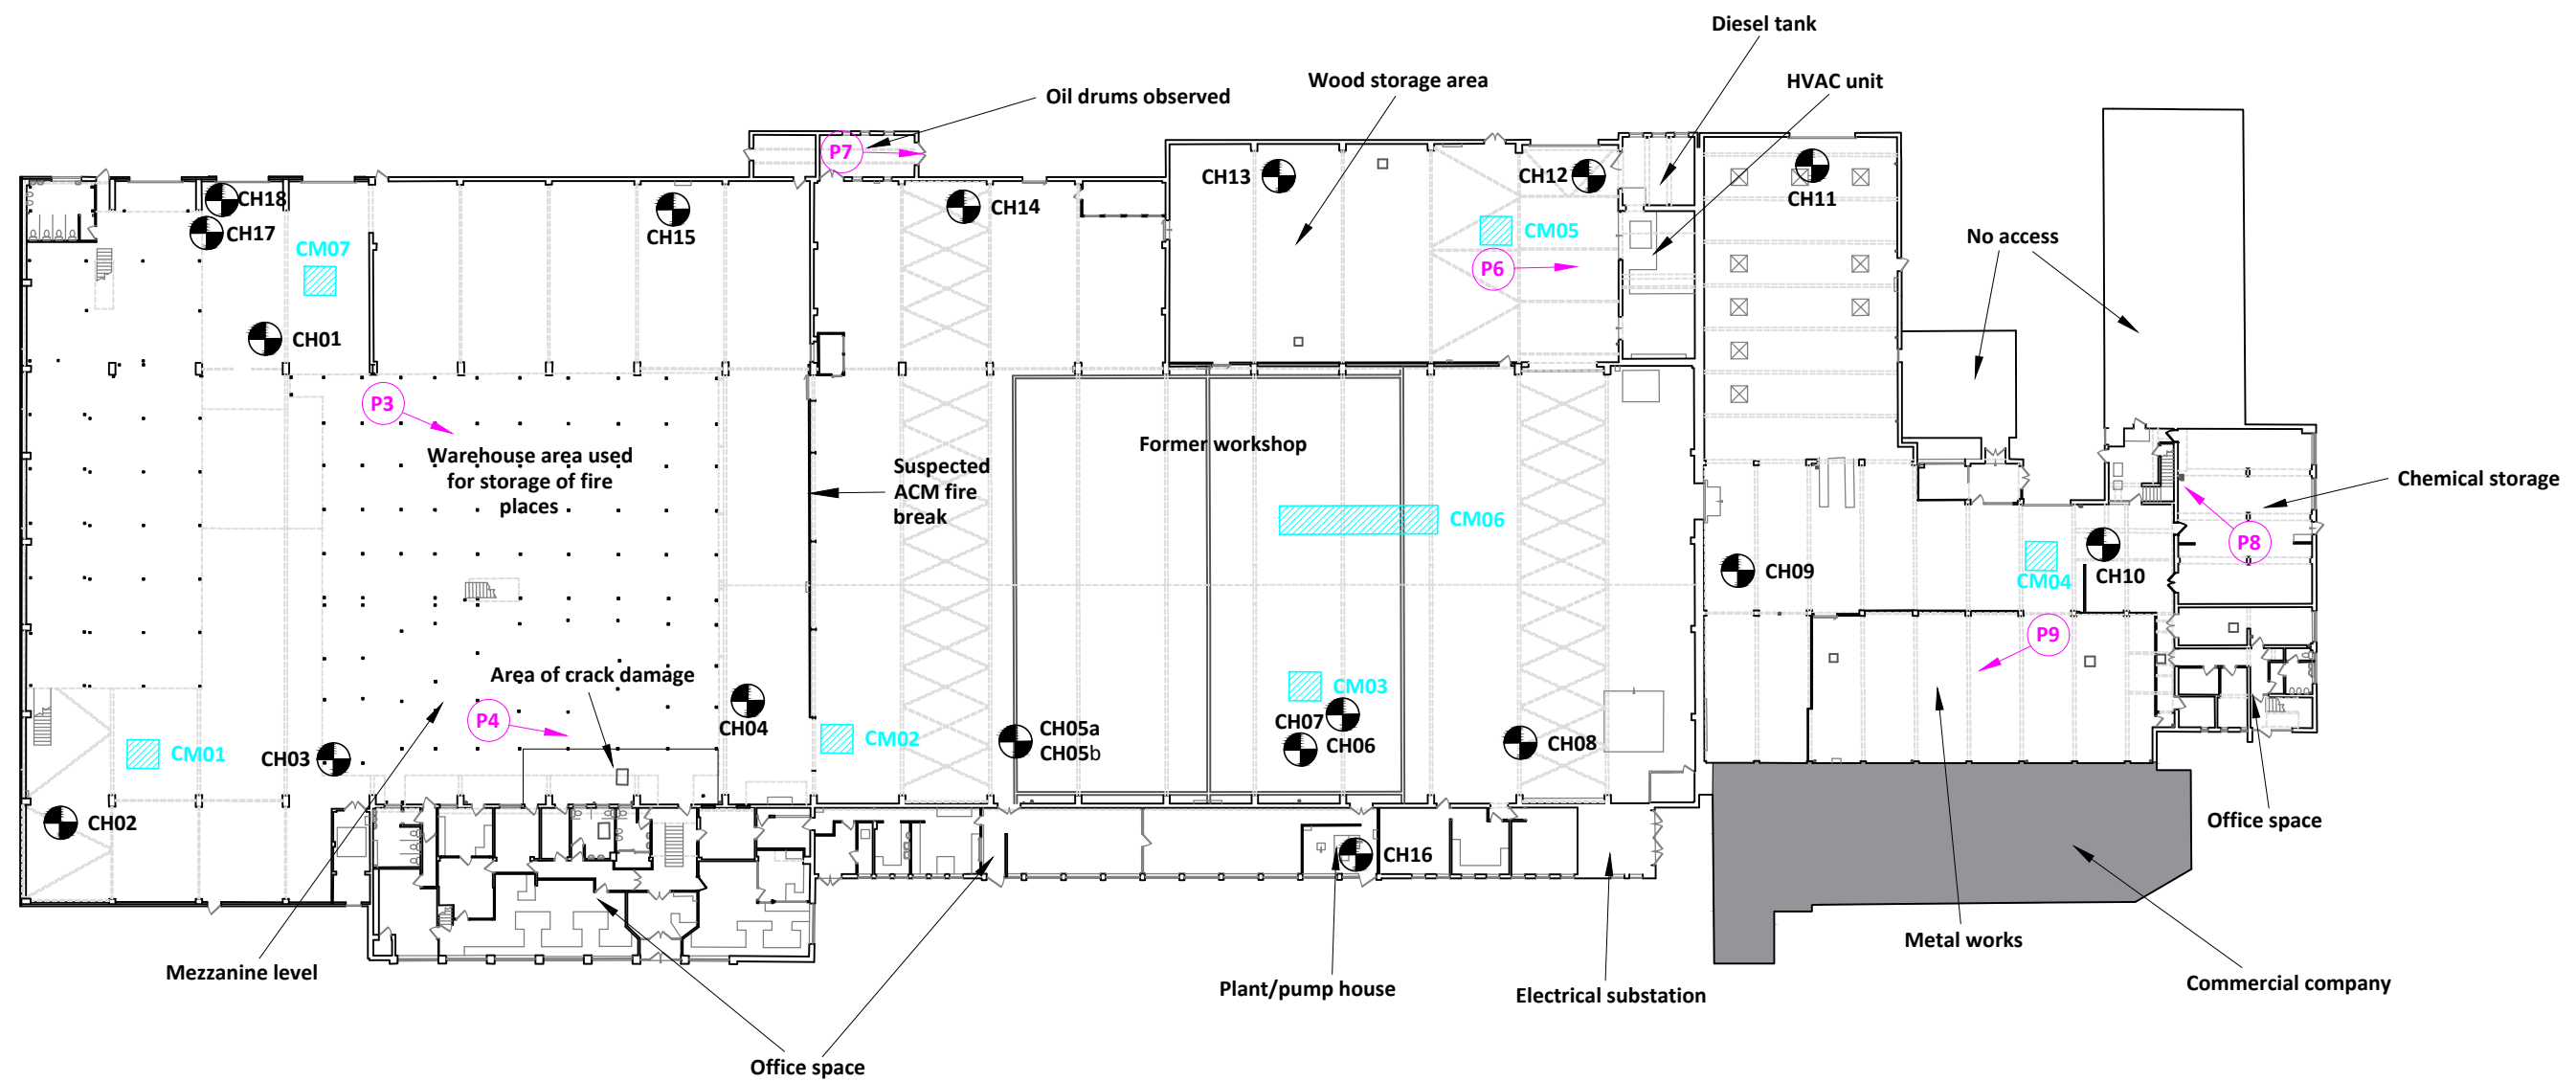 Diesel tank
HVAC unit
Wood storage area
Oil drums observed
P7
CH13
CH12
CH11
CH18
CH17
CH15
CH14
CM05
No access
CM07
P6
CH01
P3
Warehouse area used
for storage of fire
places
Suspected
ACM fire
break
Former workshop
Chemical storage
CM06
P8
CH09
CM04
CH10
P9
Area of crack damage
CM03
P4
CH04
CH07
CH06
CH05a
CH05b
CM02
CH08
CM01
CH03
CH02
CH16
Office space
Metal works
Mezzanine level
Plant/pump house
Electrical substation
Commercial company
Office space